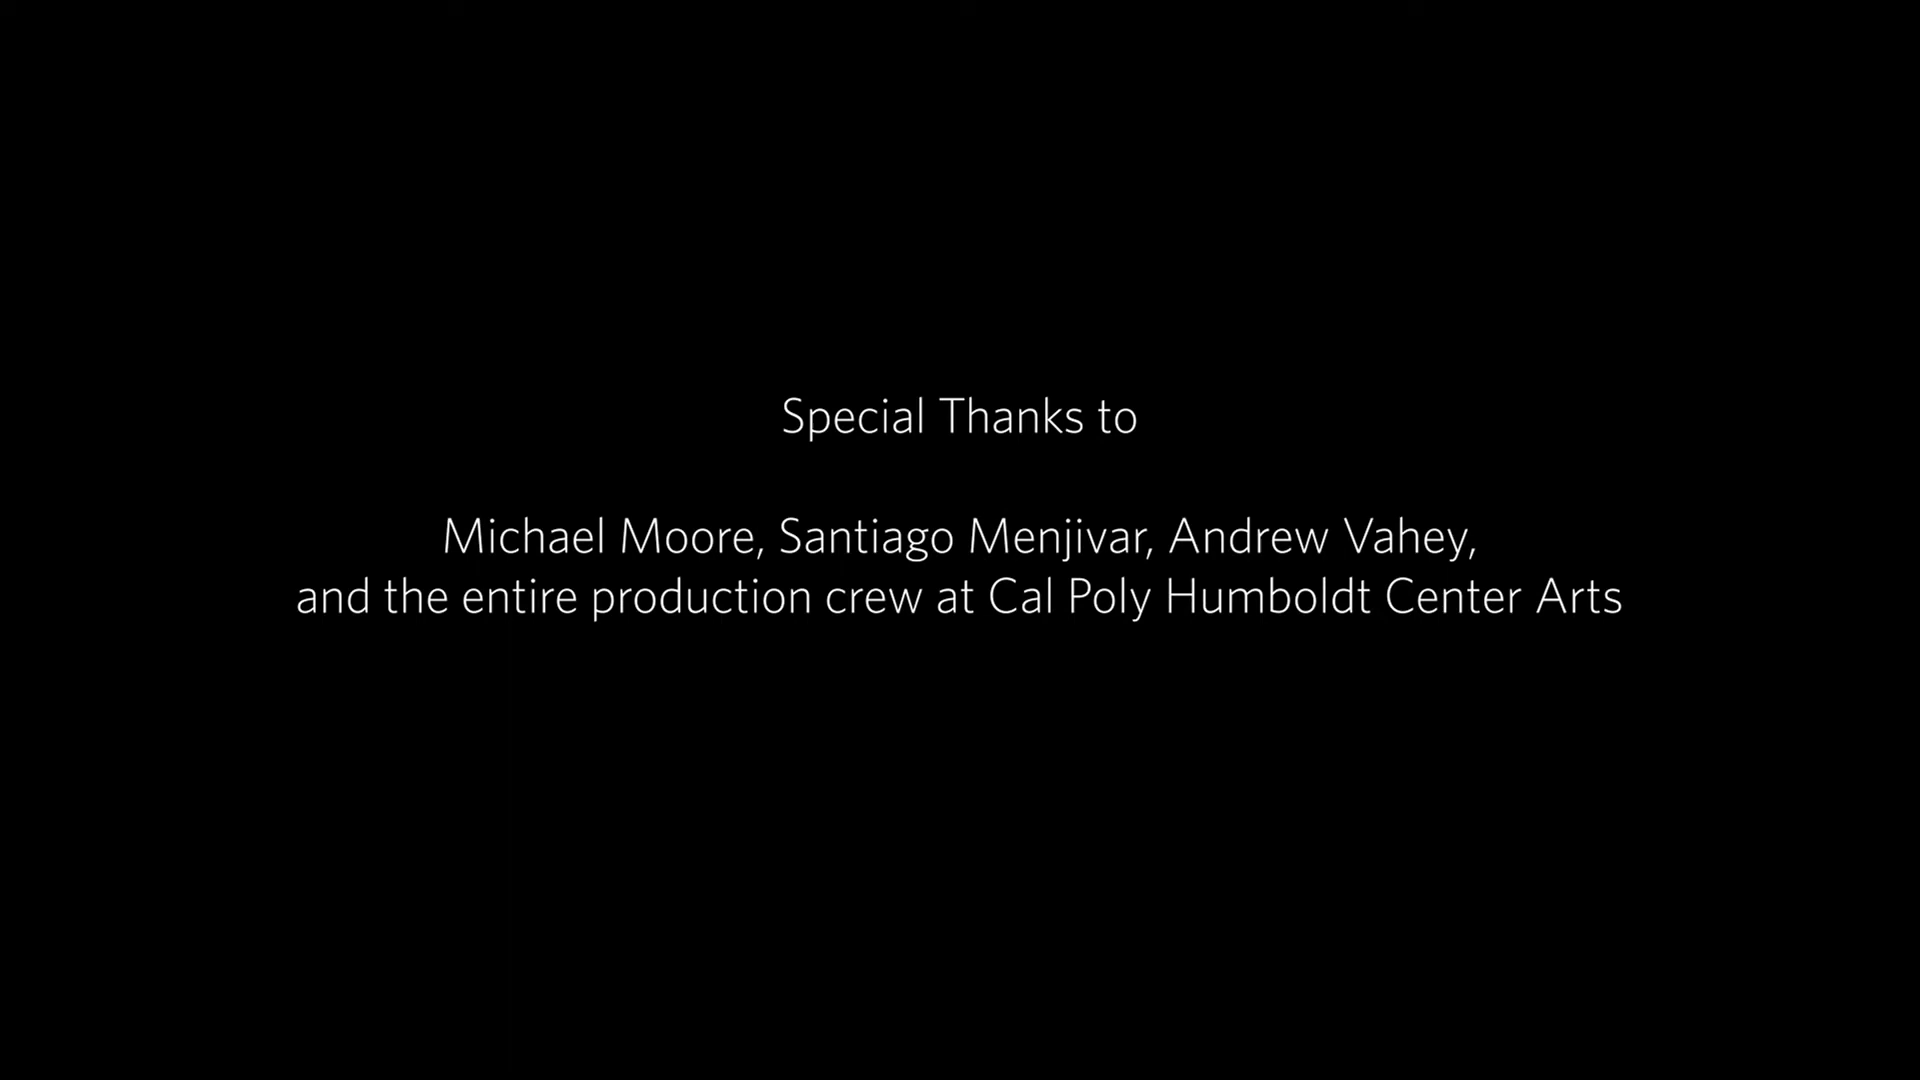 Special Thanks to
Michael Moore, Santiago Menjivar, Andrew Vahey,
and the entire production crew at Cal Poly Humboldt Center Arts